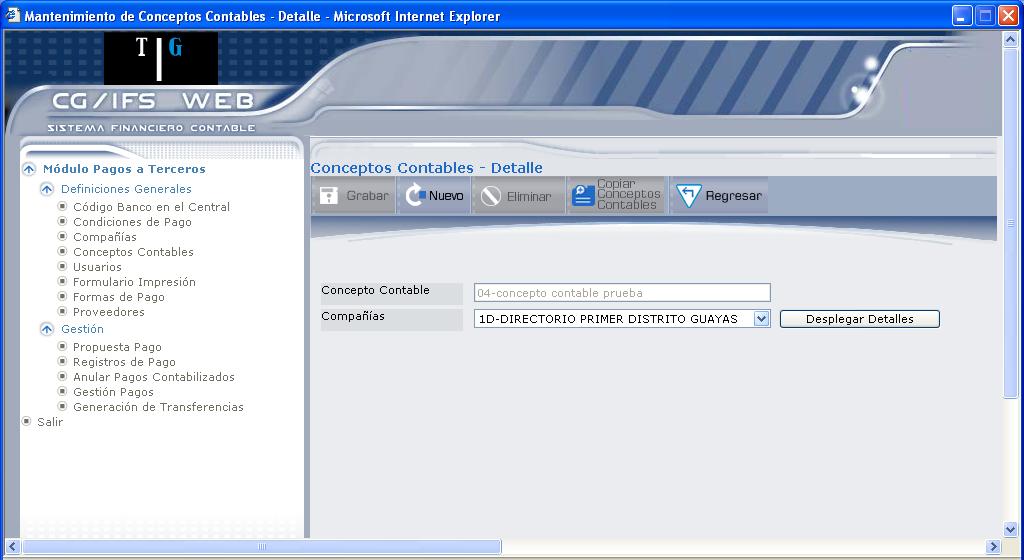 Mantenimiento de Conceptos Contables - Detalle - Microsoft Internet Explorer
T G
CG/IFS WEB
SISTEMA FINANCIERO CONTABLE
Módulo Pagos a Terceros
Definiciones Generales
Código Banco en el Central
Condiciones de Pago
Compañías
Conceptos Contables
Usuarios
Formulario Impresión
Formas de Pago
Proveedores
Gestión
Propuesta Pago
Registros de Pago
Anular Pagos Contabilizados
Gestión Pagos
Generación de Transferencias
Salir
Conceptos Contables - Detalle
Grabar
Nuevo
Eliminar
Copiar
Conceptos
Contables
Regresar
Concepto Contable
04-concepto contable prueba
Compañías
1D-DIRECTORIO PRIMER DISTRITO GUAYAS
Desplegar Detalles